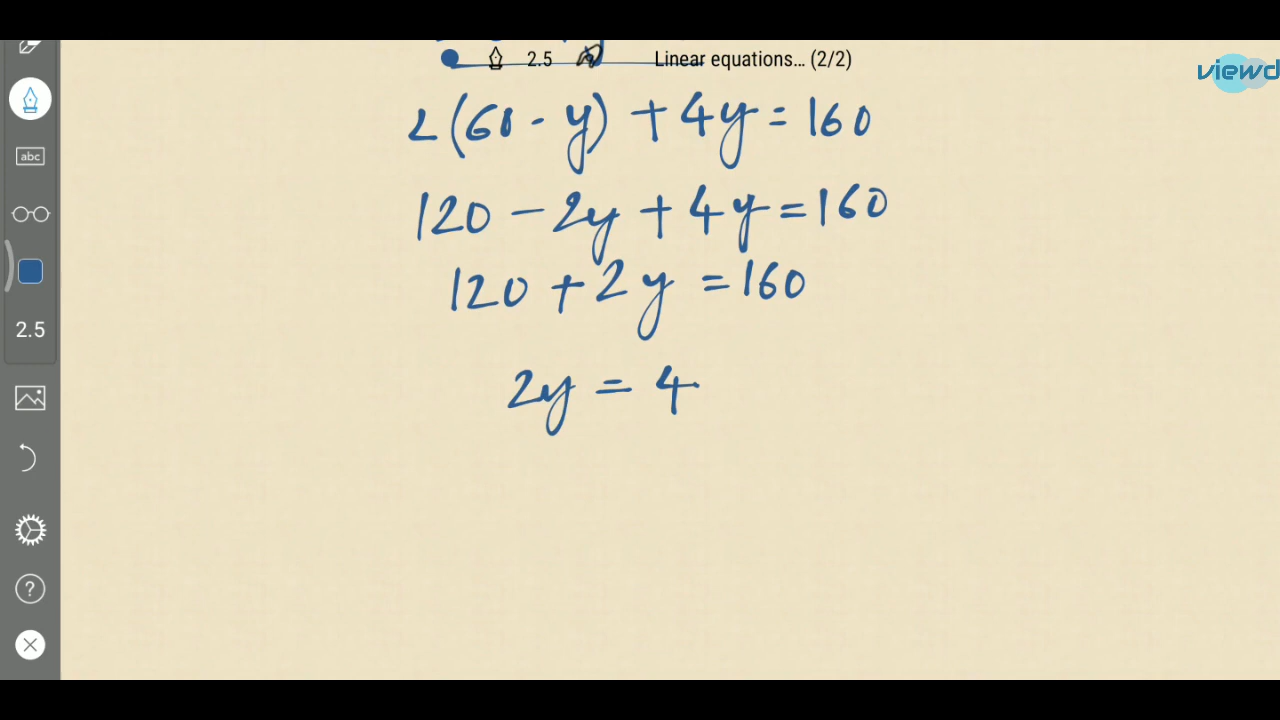 2.5 Linear equations... (2/2)
viewd
2(60 - y) + 4y = 160
abc
120 - 2y + 4y = 160
120 + 2y = 160
2.5
2y = 4
?